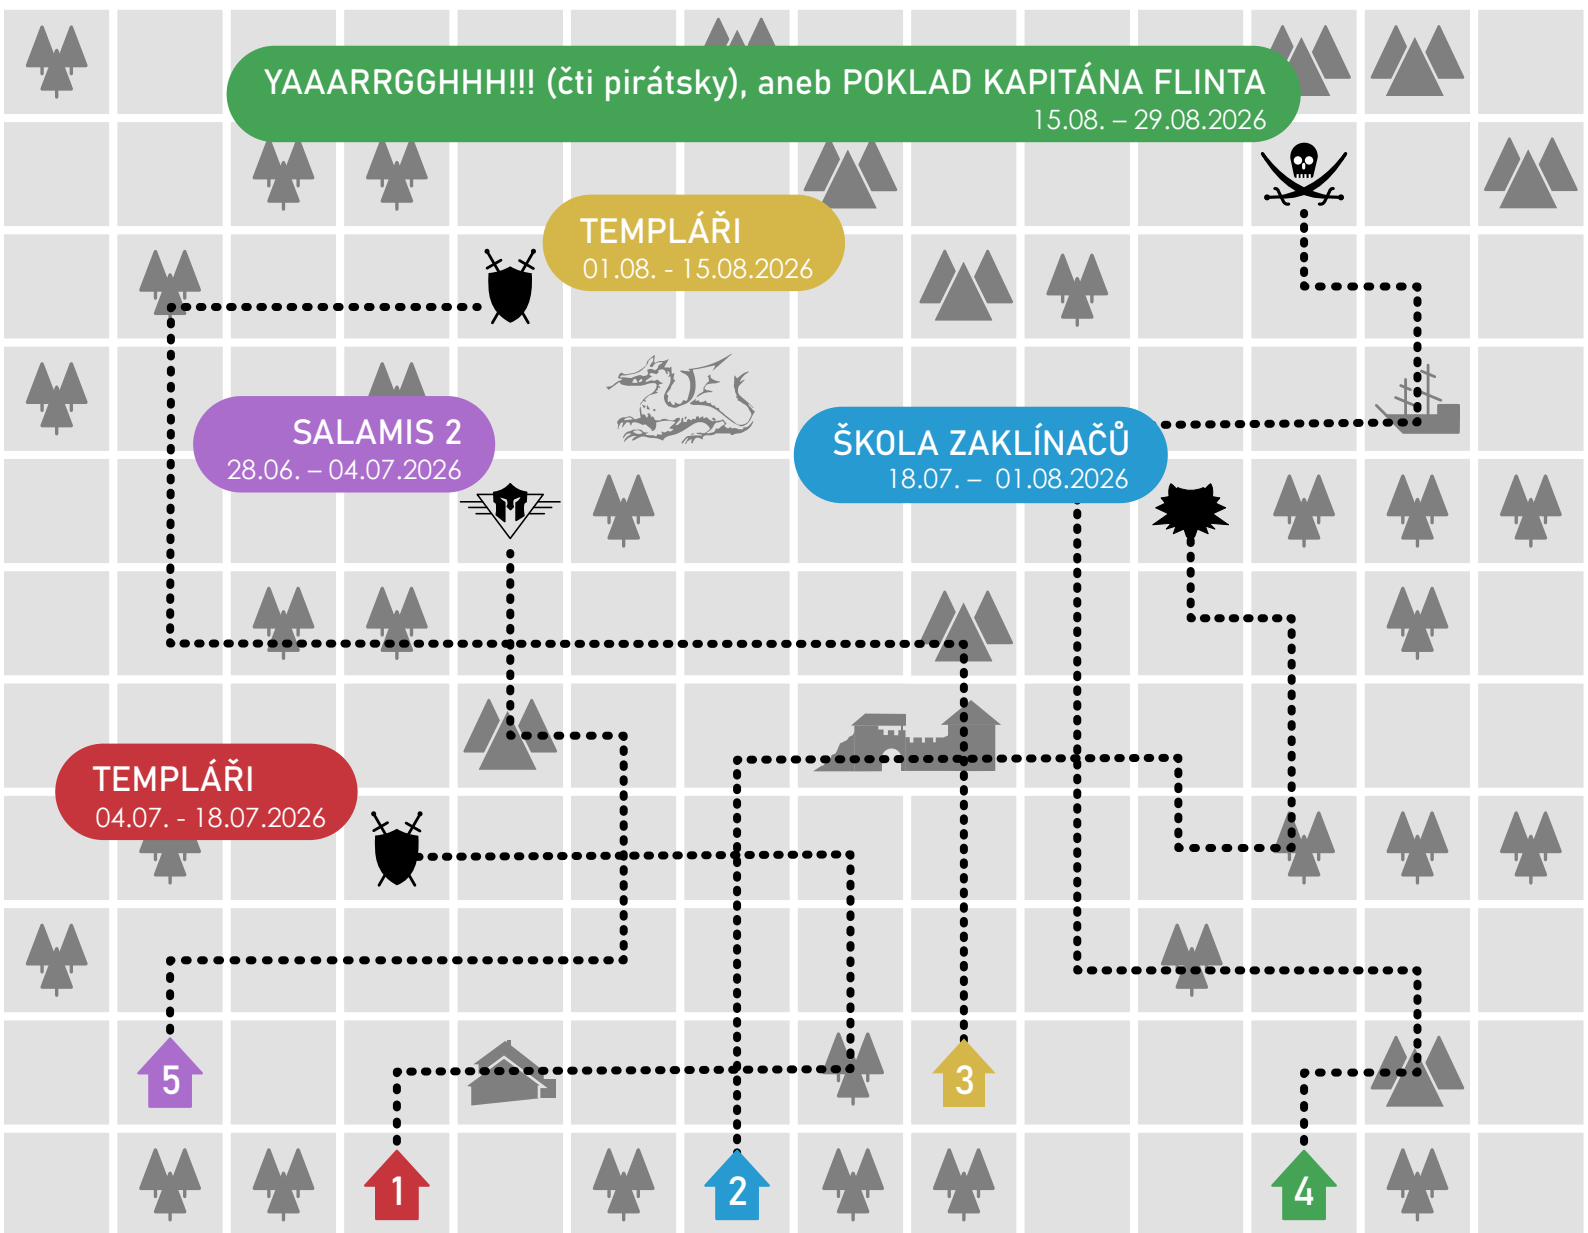 YAAARRGGHHH!!! (čti pirátsky), aneb POKLAD KAPITÁNA FLINTA
15.08. – 29.08.2026
TEMPLÁŘI
01.08. - 15.08.2026
SALAMIS 2
28.06. – 04.07.2026
ŠKOLA ZAKLÍNAČŮ
18.07. – 01.08.2026
TEMPLÁŘI
04.07. - 18.07.2026
5
3
1
2
4